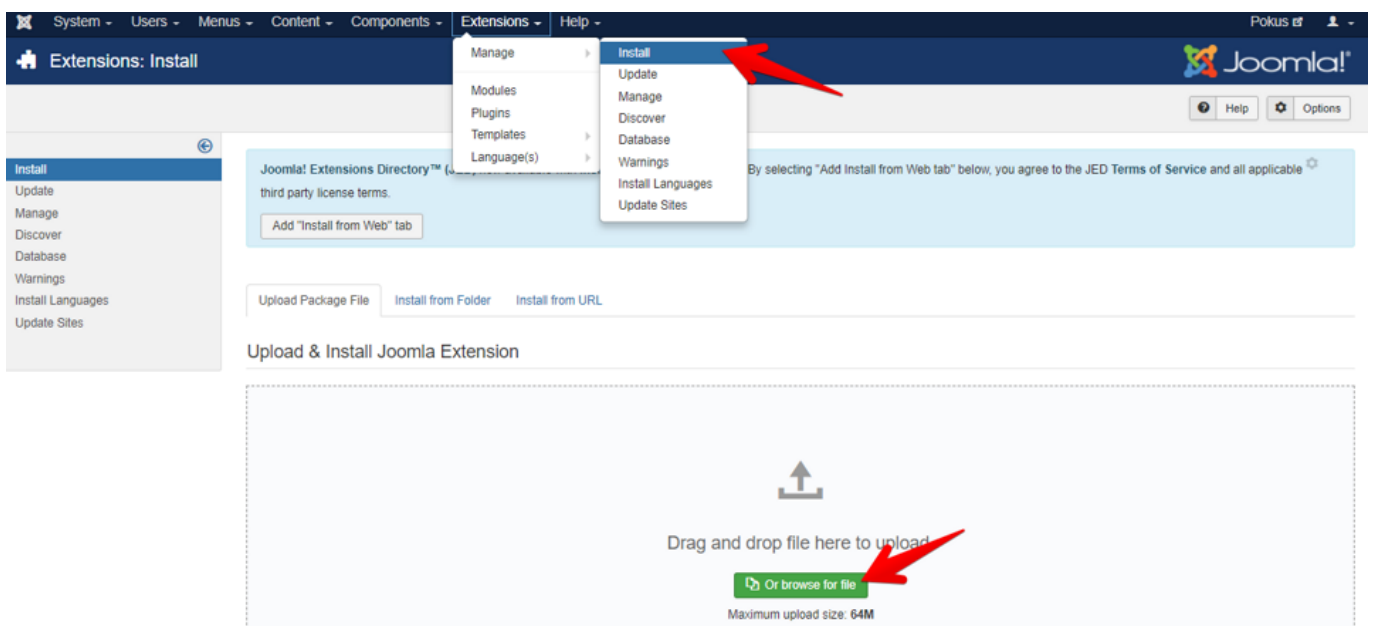 System Users Menus Content Components Extensions Help Pokus
Extensions: Install
Joomla!®
Manage
Modules
Plugins
Templates
Language(s)
Install
Update
Manage
Discover
Database
Warnings
Install Languages
Update Sites
Help Options
Install
Update
Manage
Discover
Database
Warnings
Install Languages
Update Sites
Joomla! Extensions Directory™ By selecting "Add Install from Web tab" below, you agree to the JED Terms of Service and all applicable
third party license terms.
Add "Install from Web" tab
Upload Package File Install from Folder Install from URL
Upload & Install Joomla Extension
Drag and drop file here to upload
Or browse for file
Maximum upload size: 64M